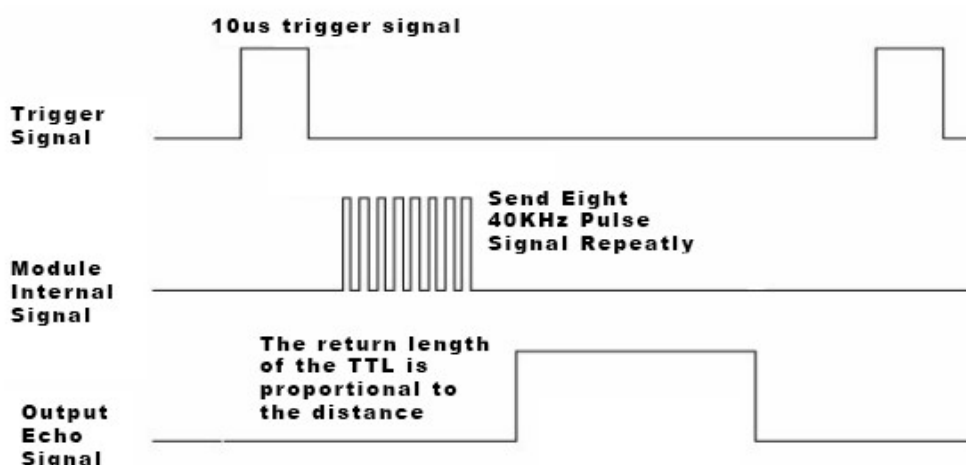 10us trigger signal
Trigger
Signal
Send Eight
40KHz Pulse
Signal Repeatly
Module
Internal
Signal
The return length
of the TTL is
proportional to
the distance
Output
Echo
Signal